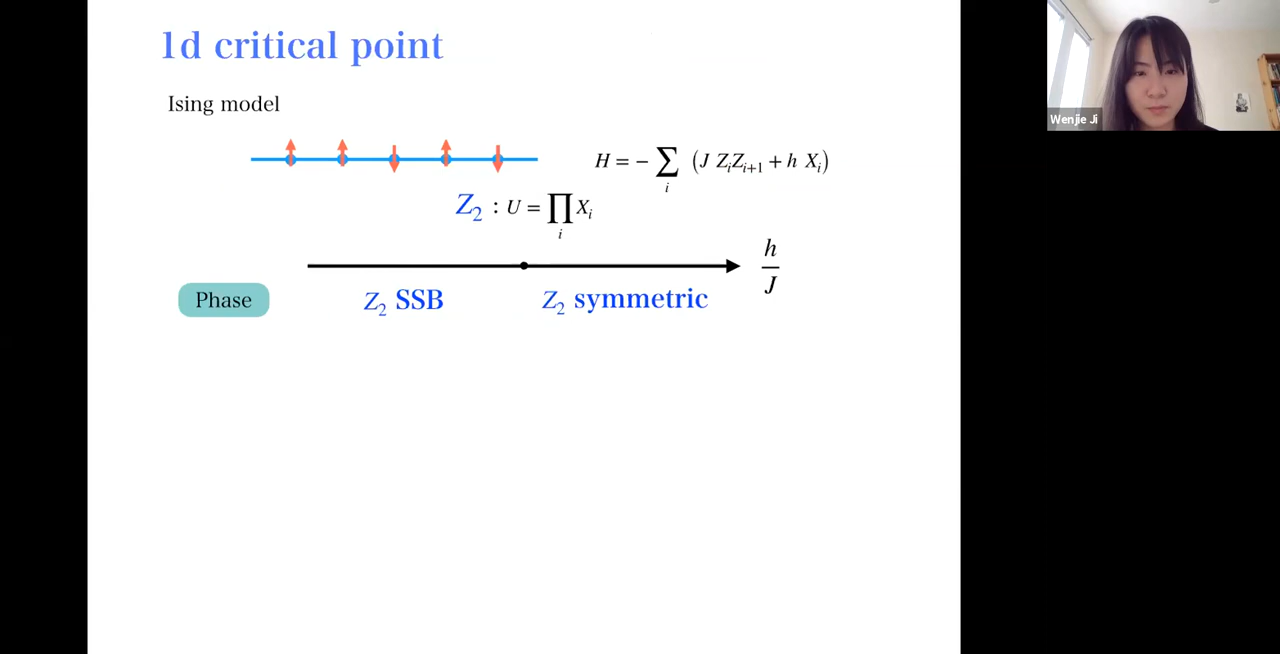 1d critical point
Wenjie Ji
Ising model
H = − ∑_i (J Z_i Z_{i+1} + h X_i)
Z_2 : U = ∏_i X_i
h/J
Phase
Z_2 SSB
Z_2 symmetric